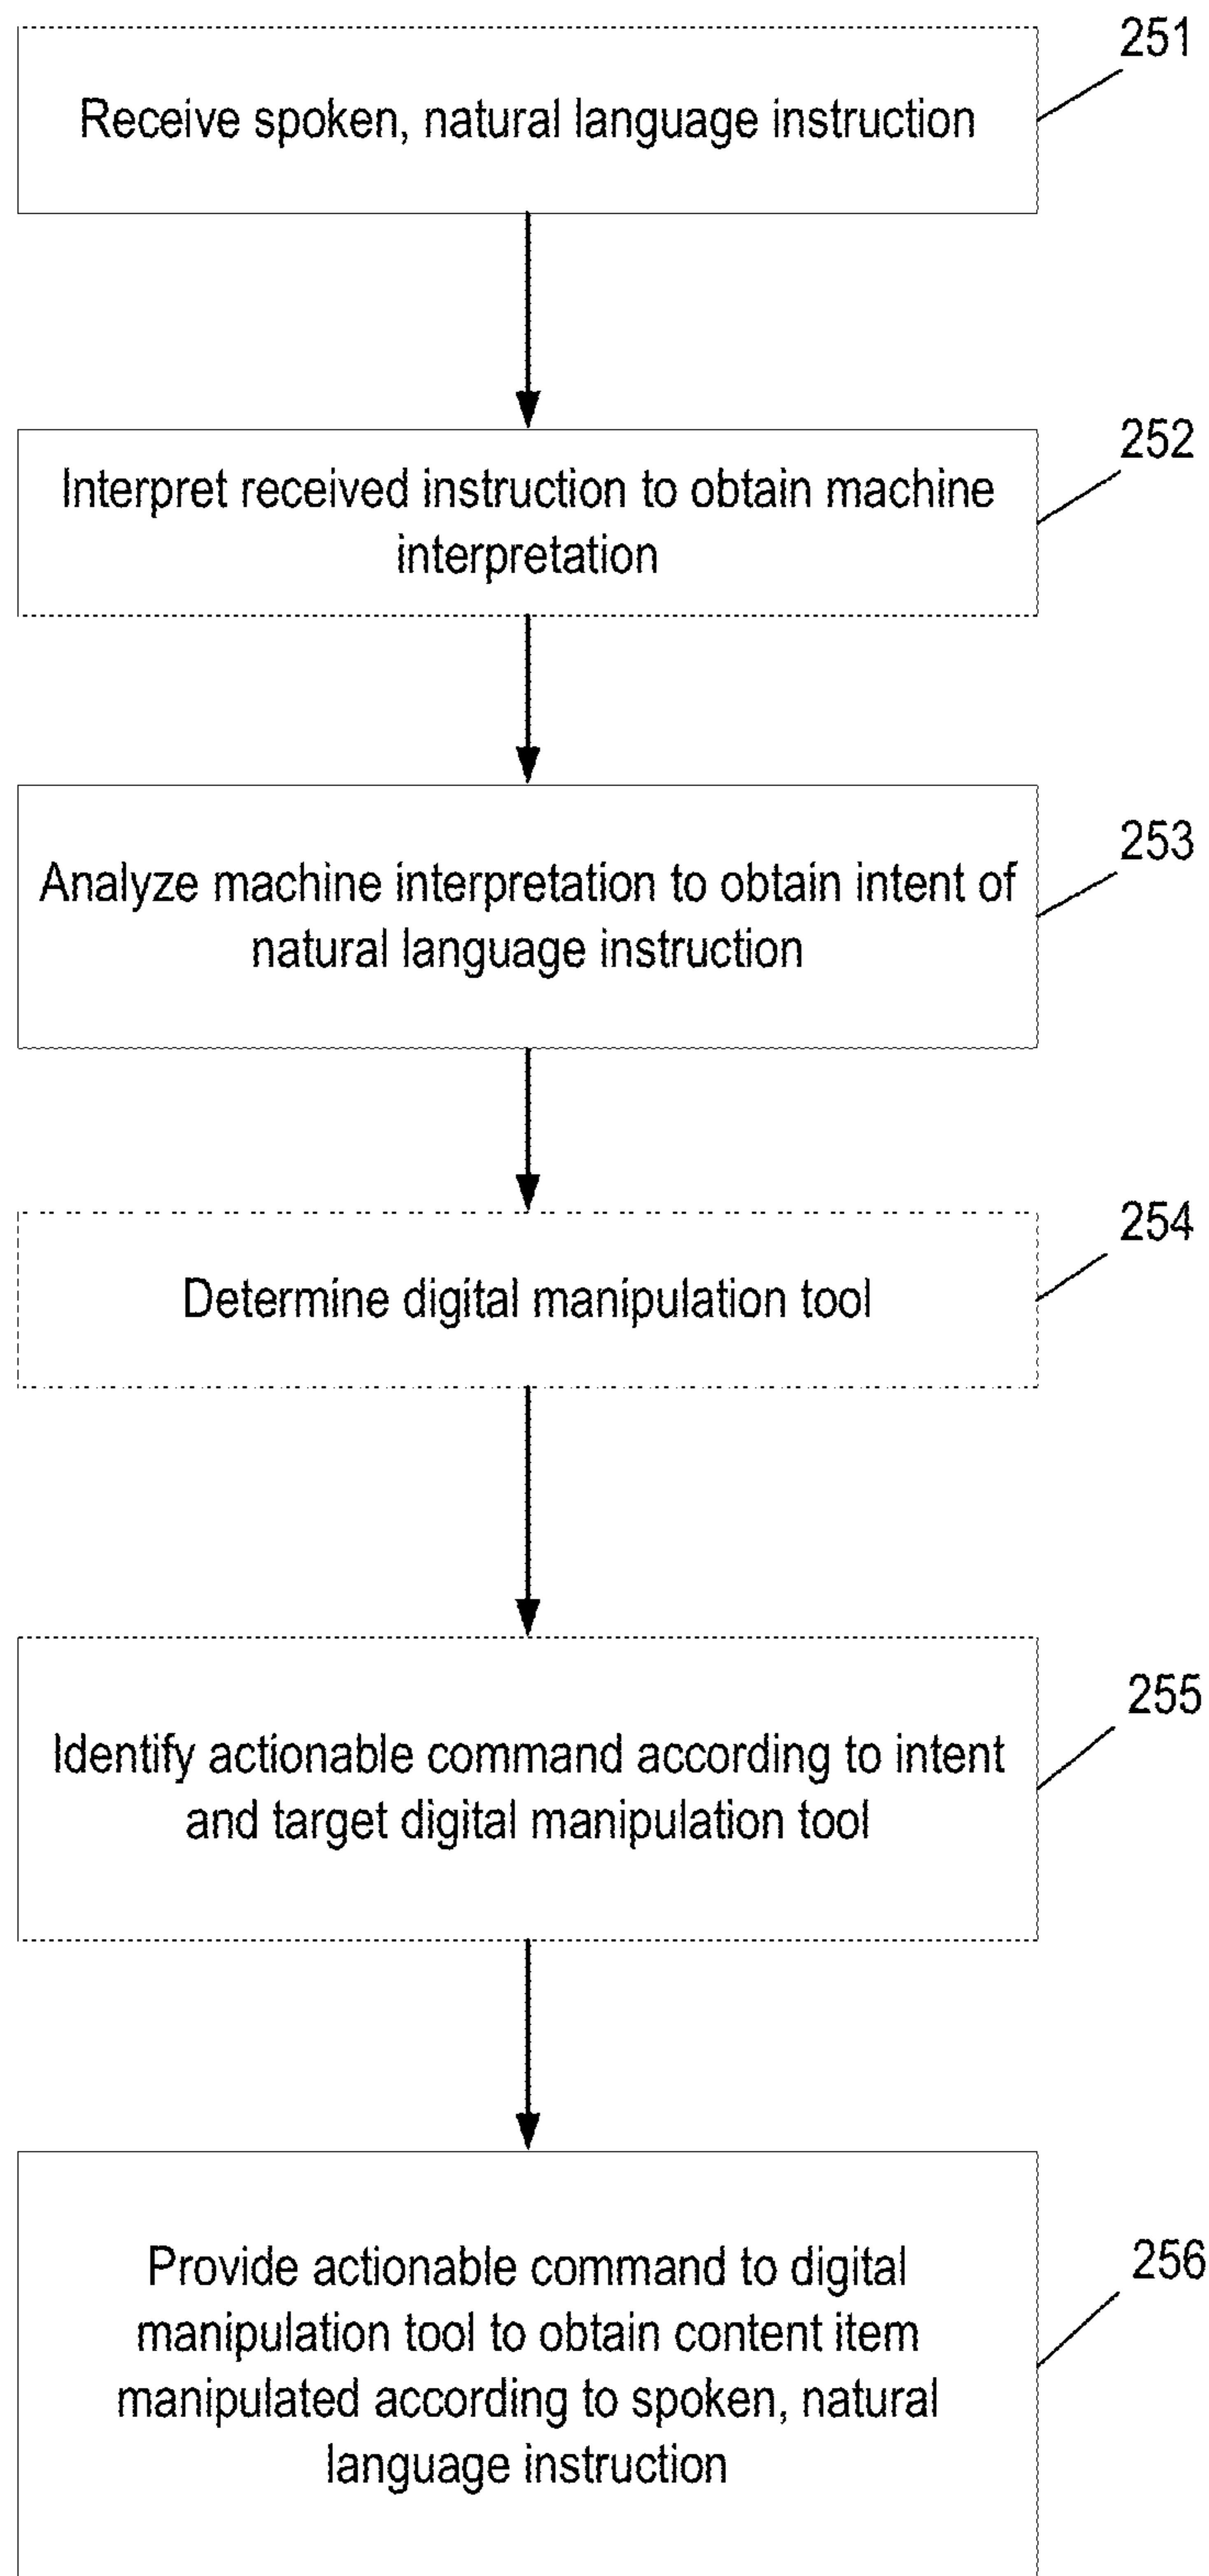 251
Receive spoken, natural language instruction
252
Interpret received instruction to obtain machine
interpretation
253
Analyze machine interpretation to obtain intent of
natural language instruction
254
Determine digital manipulation tool
255
Identify actionable command according to intent
and target digital manipulation tool
256
Provide actionable command to digital
manipulation tool to obtain content item
manipulated according to spoken, natural
language instruction